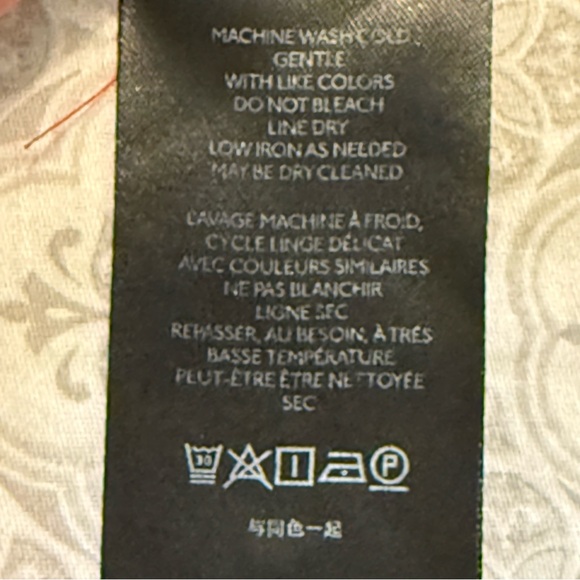 MACHINE WASH COLD,
GENTLE
WITH LIKE COLORS
DO NOT BLEACH
LINE DRY
LOW IRON AS NEEDED
MAY BE DRY CLEANED
LAVAGE MACHINE À FROID,
CYCLE LINGE DÉLICAT
AVEC COULEURS SIMILAIRES
NE PAS BLANCHIR
LIGNE SEC
REPASSER, AU BESOIN, À TRÉS
BASSE TEMPÉRATURE
PEUT-ÊTRE ÊTRE NETTOYÉE
SEC
30 P
与同色一起